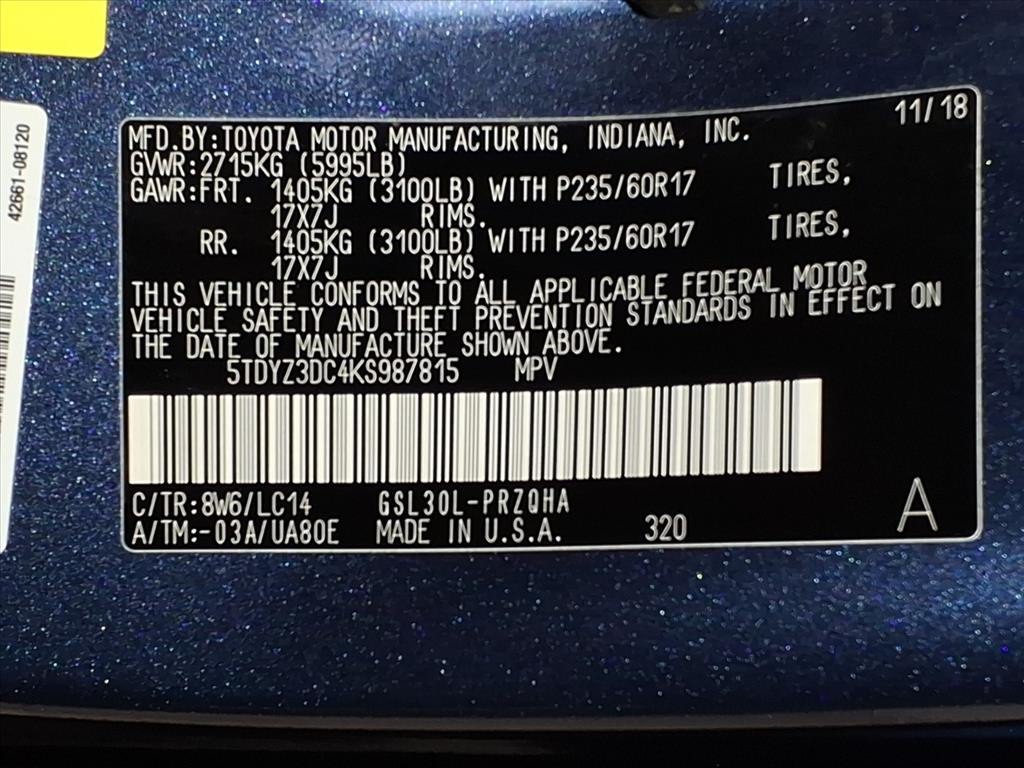 42661-08120
11/18
MFD.BY:TOYOTA MOTOR MANUFACTURING, INDIANA, INC.
GVWR:2715KG (5995LB)
GAWR:FRT. 1405KG (3100LB) WITH P235/60R17 TIRES,
17X7J RIMS.
RR. 1405KG (3100LB) WITH P235/60R17 TIRES,
17X7J RIMS.
THIS VEHICLE CONFORMS TO ALL APPLICABLE FEDERAL MOTOR
VEHICLE SAFETY AND THEFT PREVENTION STANDARDS IN EFFECT ON
THE DATE OF MANUFACTURE SHOWN ABOVE.
5TDYZ3DC4KS987815 MPV
C/TR:8W6/LC14 GSL30L-PRZQHA
A/TM:-03A/UA80E MADE IN U.S.A. 320 A